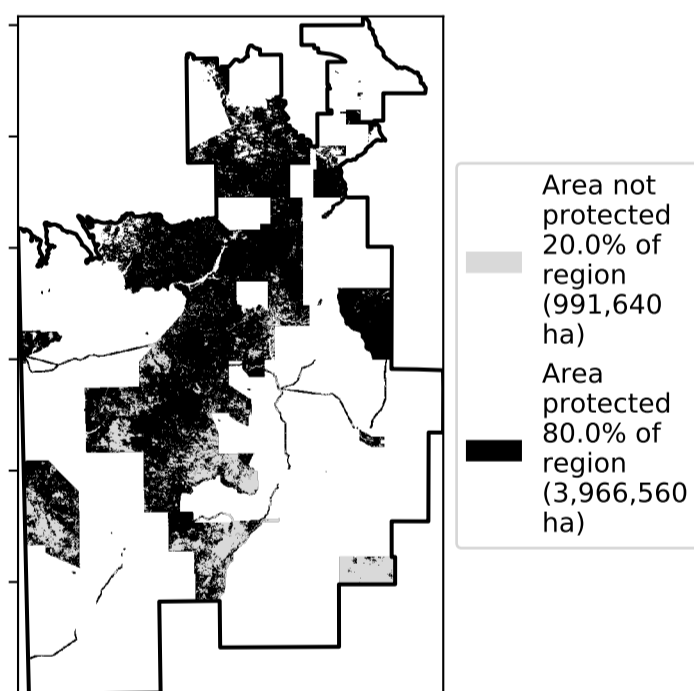 Area not
protected
20.0% of
region
(991,640
ha)
Area
protected
80.0% of
region
(3,966,560
ha)